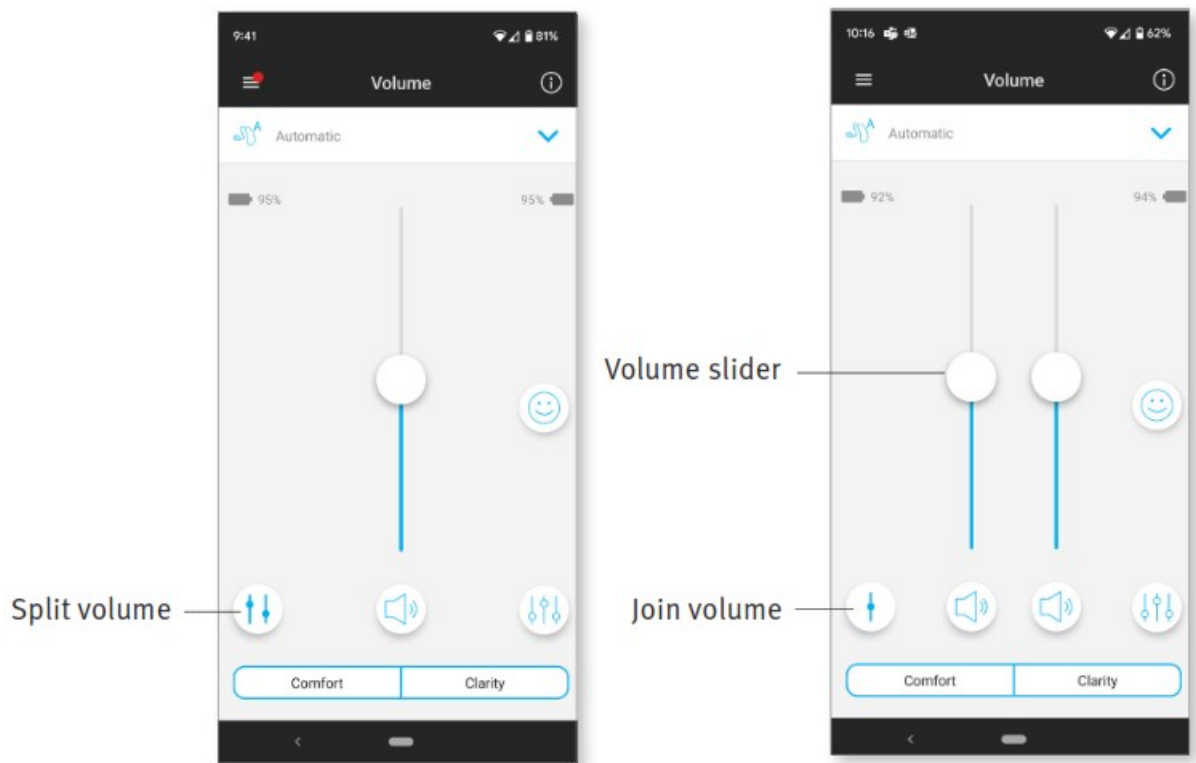 9:41
81%
Volume
Automatic
95%
95%
Split volume
Comfort
Clarity
10:16
62%
Volume
Automatic
92%
94%
Volume slider
Join volume
Comfort
Clarity